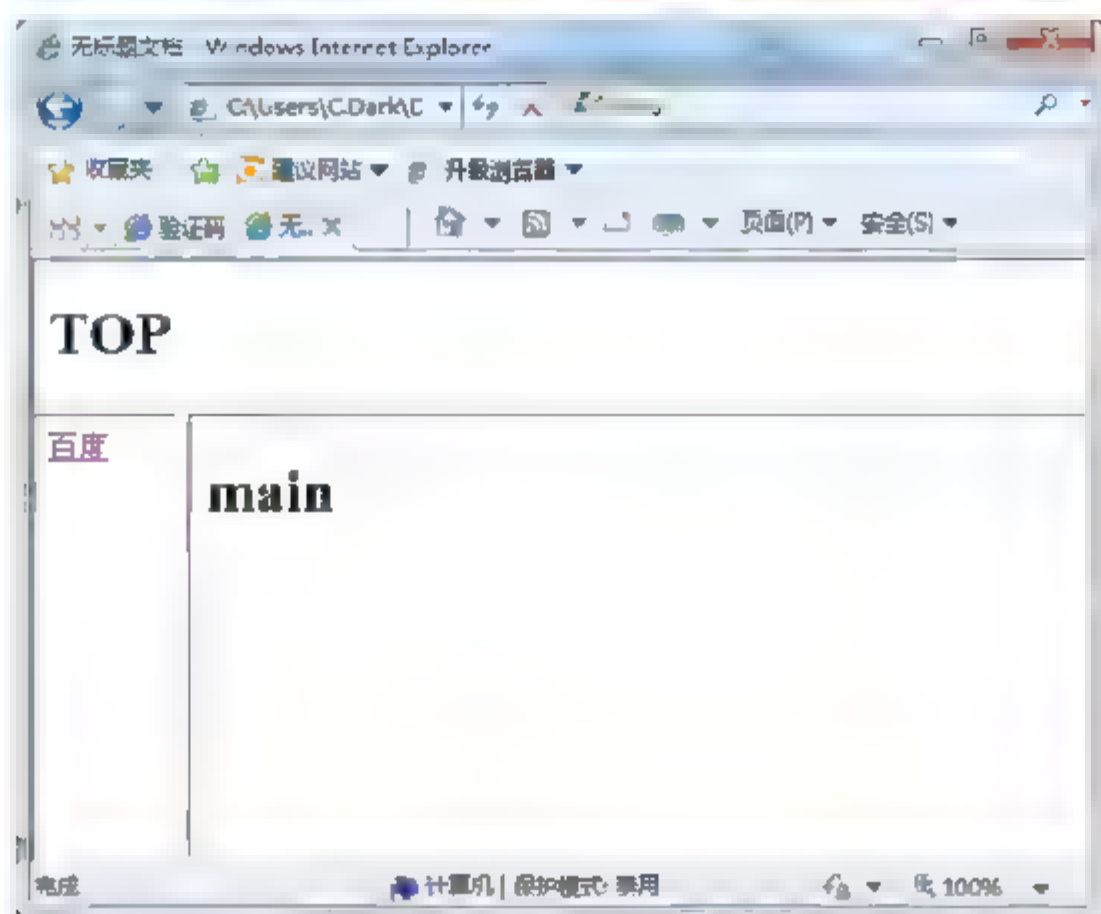 无标题文档 Windows Internet Explorer
C:\Users\C.Dark\D
收藏夹 建议网站 升级浏览器
验证码 无... 页面(P) 安全(S)
TOP
百度
main
完成 计算机 | 保护模式: 禁用 100%